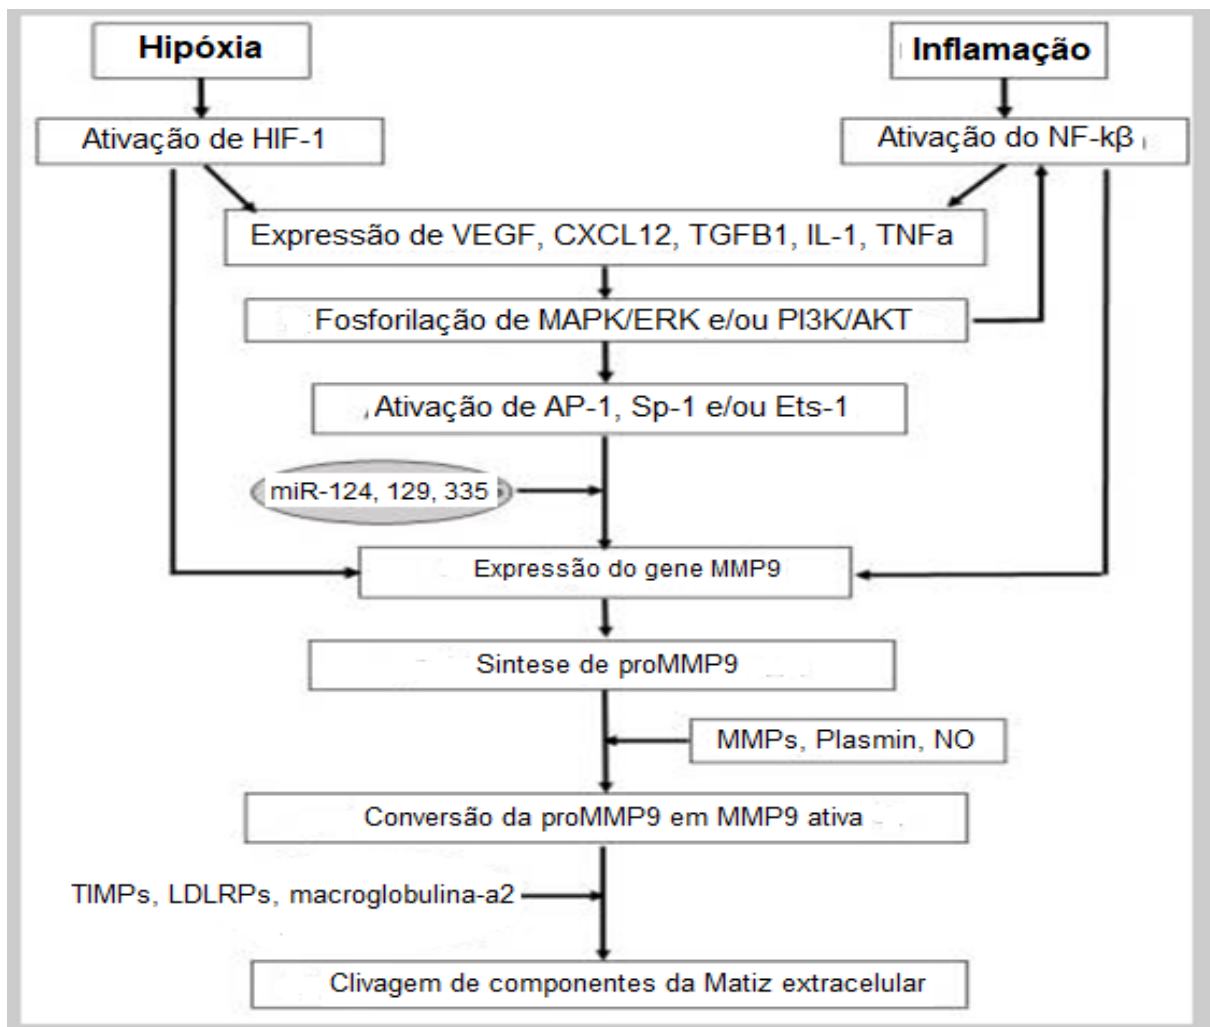 Hipóxia
Inflamação
Ativação de HIF-1
Ativação do NF-kβ
Expressão de VEGF, CXCL12, TGFB1, IL-1, TNFa
Fosforilação de MAPK/ERK e/ou PI3K/AKT
Ativação de AP-1, Sp-1 e/ou Ets-1
miR-124, 129, 335
Expressão do gene MMP9
Sintese de proMMP9
MMPs, Plasmin, NO
Conversão da proMMP9 em MMP9 ativa
TIMPs, LDLRPs, macroglobulina-a2
Clivagem de componentes da Matiz extracelular